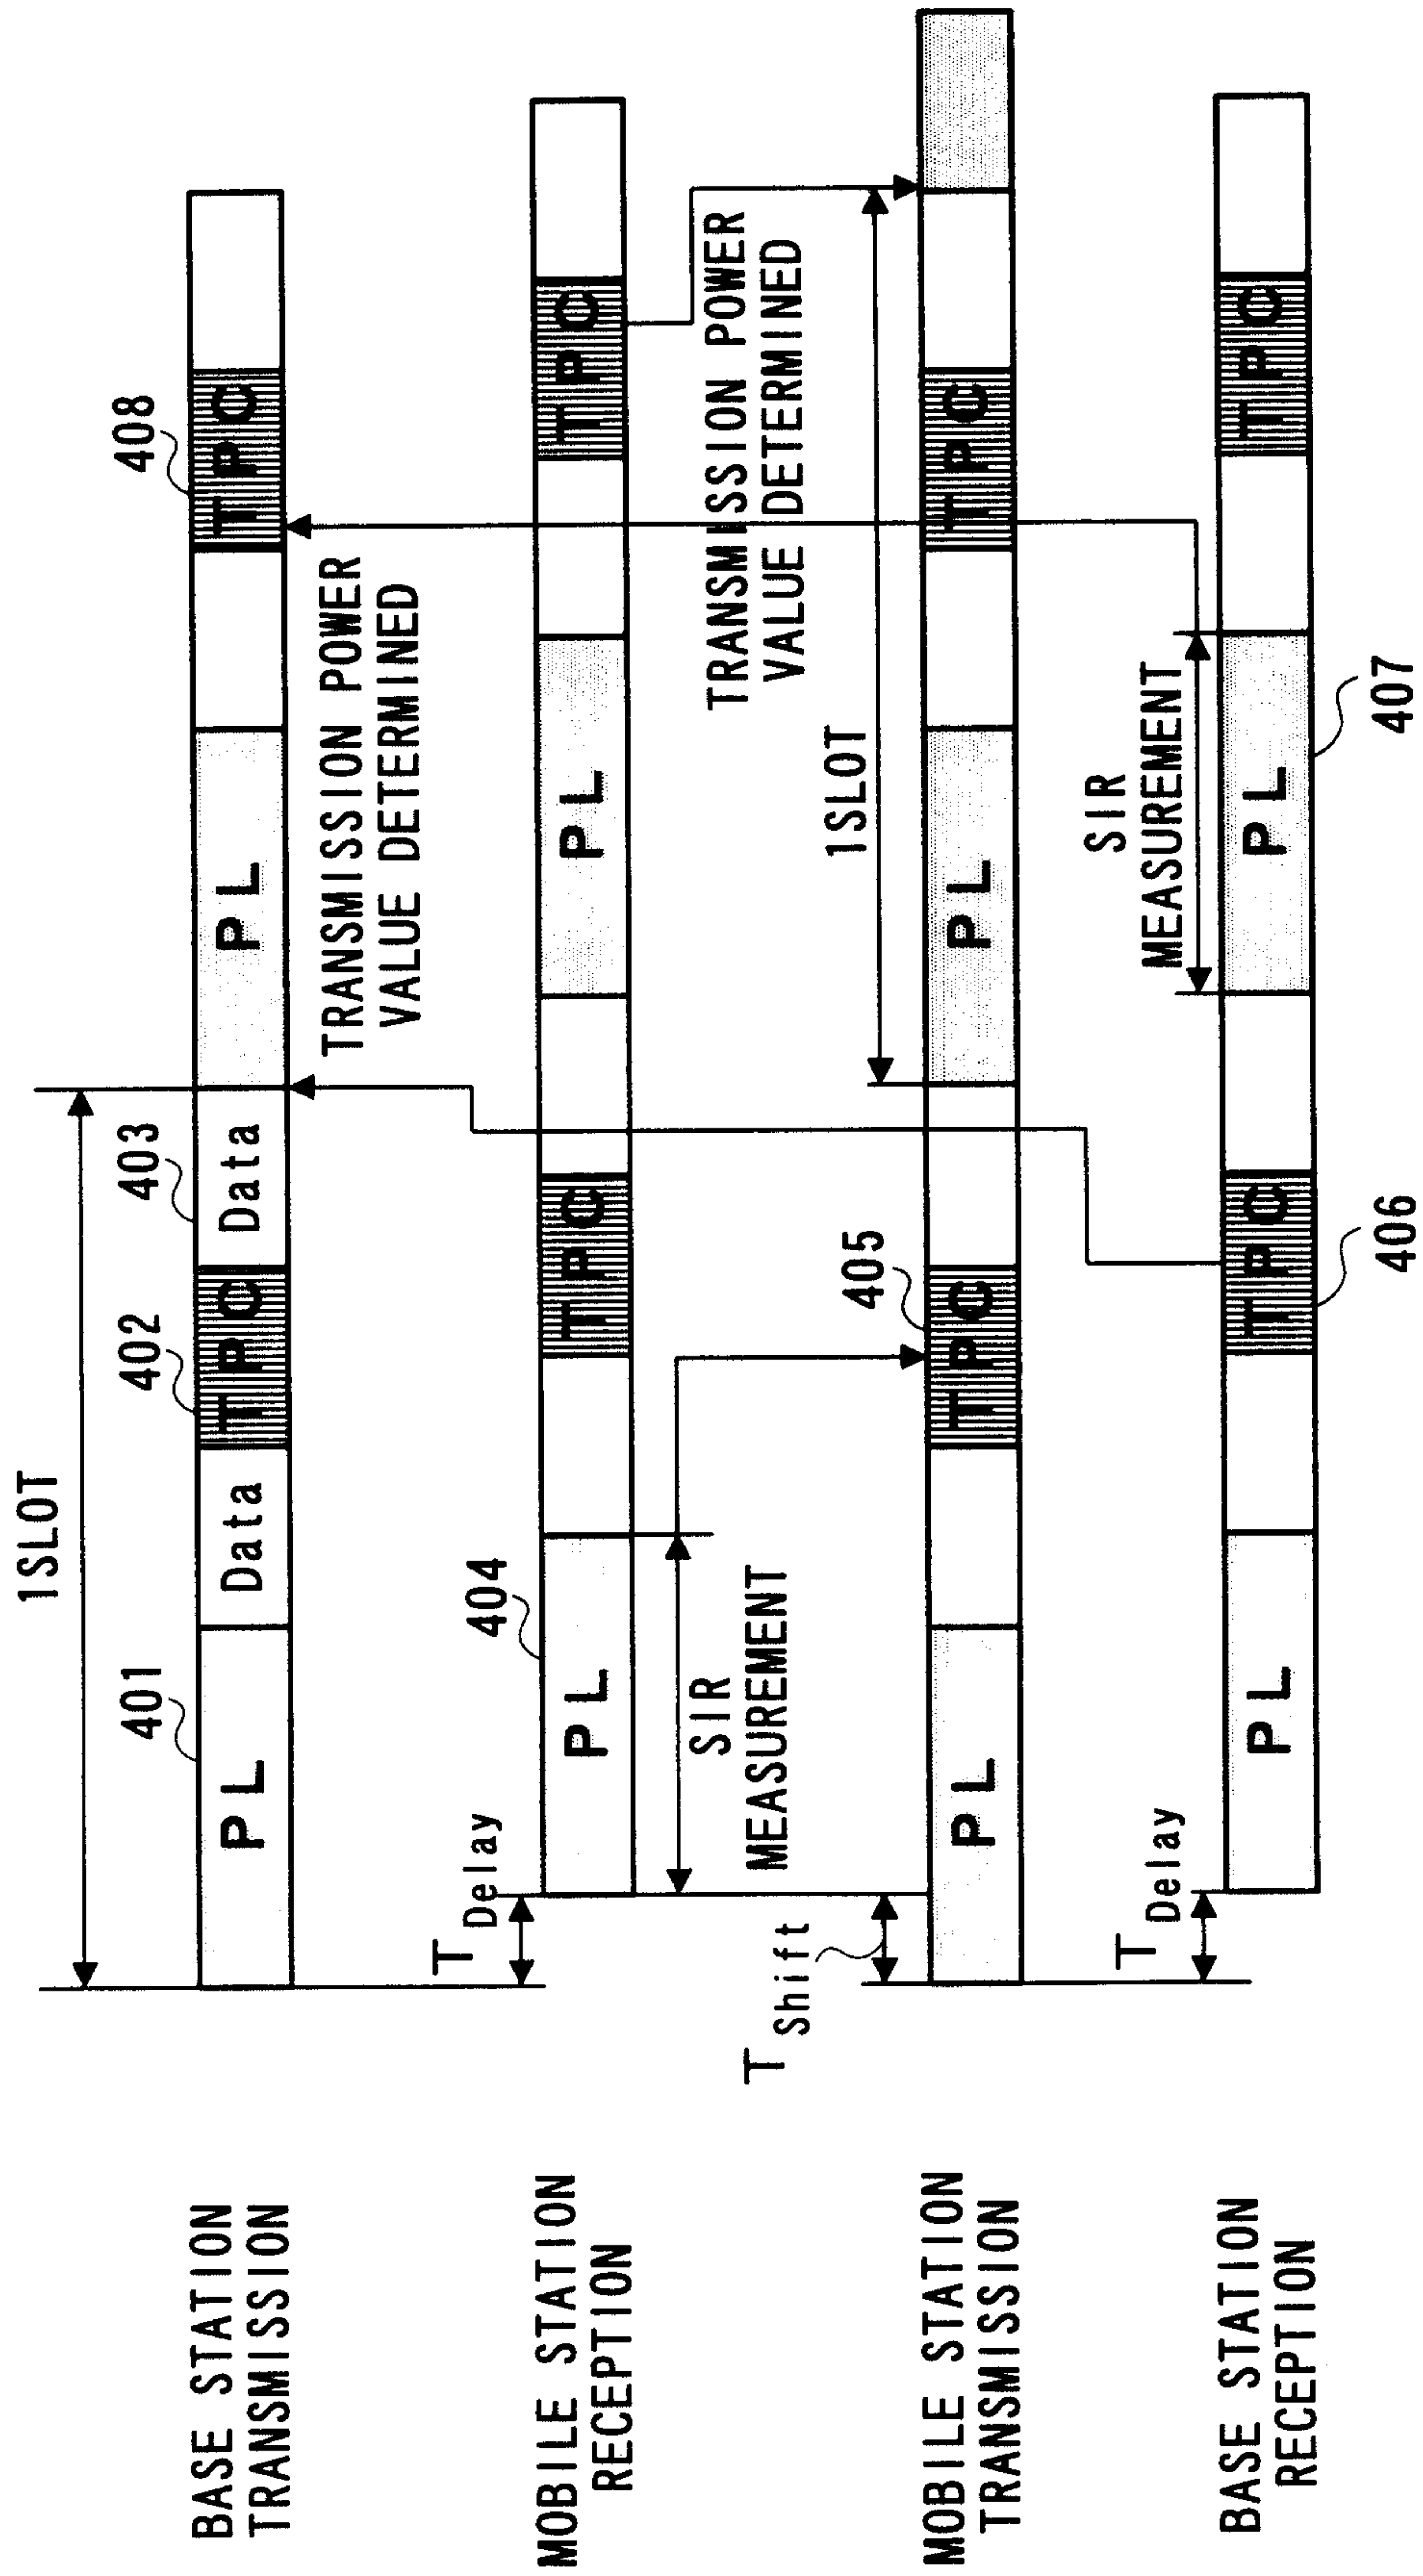 1SLOT
401
402
403
408
BASE STATION
TRANSMISSION
PL
Data
TPC
Data
PL
TPC
TRANSMISSION POWER
VALUE DETERMINED
T Delay
404
MOBILE STATION
RECEPTION
PL
TPC
PL
TPC
SIR
MEASUREMENT
TRANSMISSION POWER
VALUE DETERMINED
T Shift
1SLOT
405
MOBILE STATION
TRANSMISSION
PL
TPC
PL
TPC
T Delay
SIR
MEASUREMENT
BASE STATION
RECEPTION
PL
TPC
PL
TPC
406
407